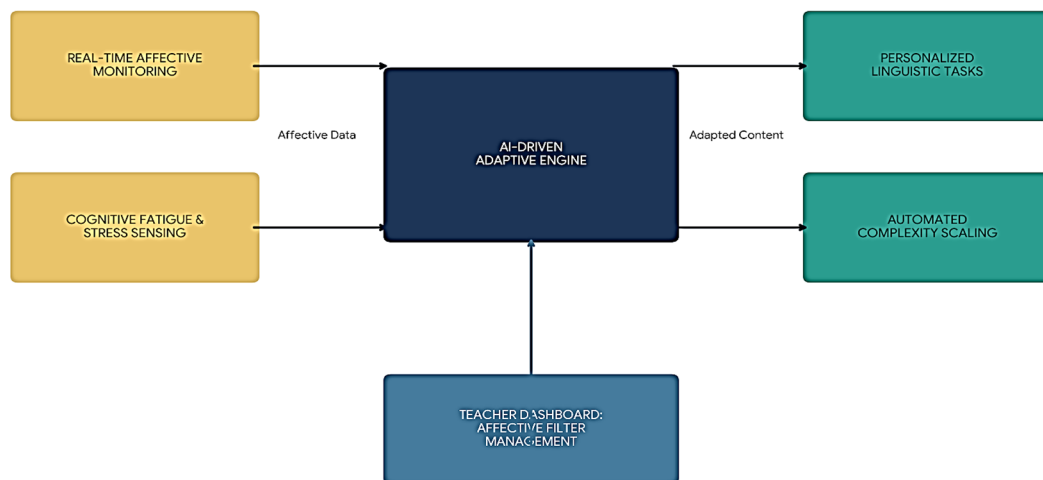 REAL-TIME AFFECTIVE
MONITORING
Affective Data
COGNITIVE FATIGUE &
STRESS SENSING
AI-DRIVEN
ADAPTIVE ENGINE
Adapted Content
PERSONALIZED
LINGUISTIC TASKS
AUTOMATED
COMPLEXITY SCALING
TEACHER DASHBOARD:
AFFECTIVE FILTER
MANAGEMENT